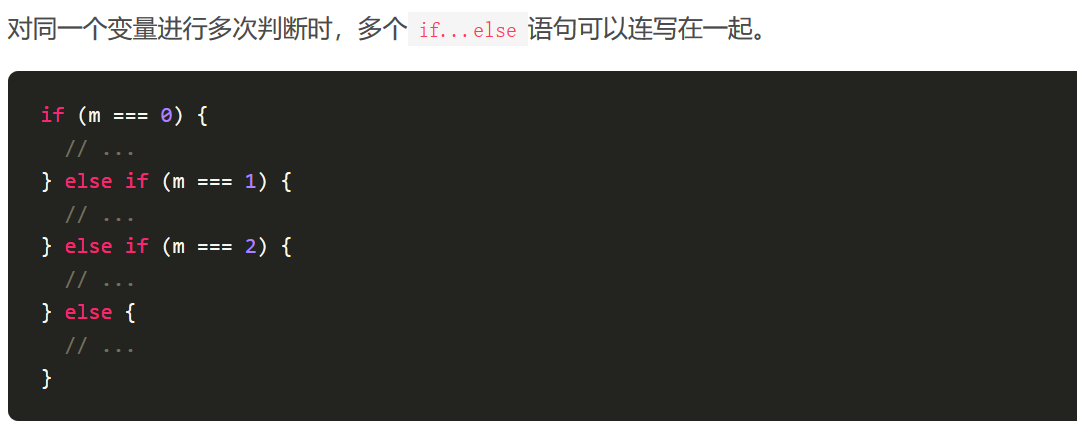 对同一个变量进行多次判断时，多个 if...else 语句可以连写在一起。
if (m === 0) {
  // ...
} else if (m === 1) {
  // ...
} else if (m === 2) {
  // ...
} else {
  // ...
}